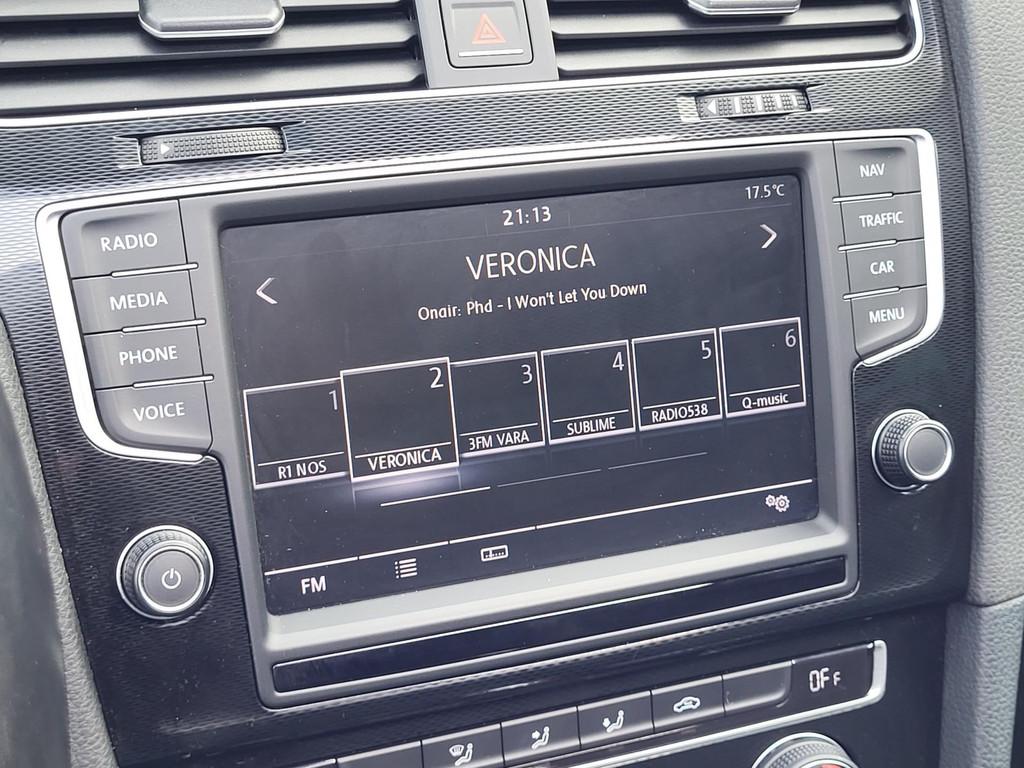 NAV
TRAFFIC
CAR
MENU
RADIO
MEDIA
PHONE
VOICE
21:13
17.5°C
VERONICA
Onair: Phd - I Won't Let You Down
1
R1 NOS
2
VERONICA
3
3FM VARA
4
SUBLIME
5
RADIO538
6
Q-music
FM
OFF